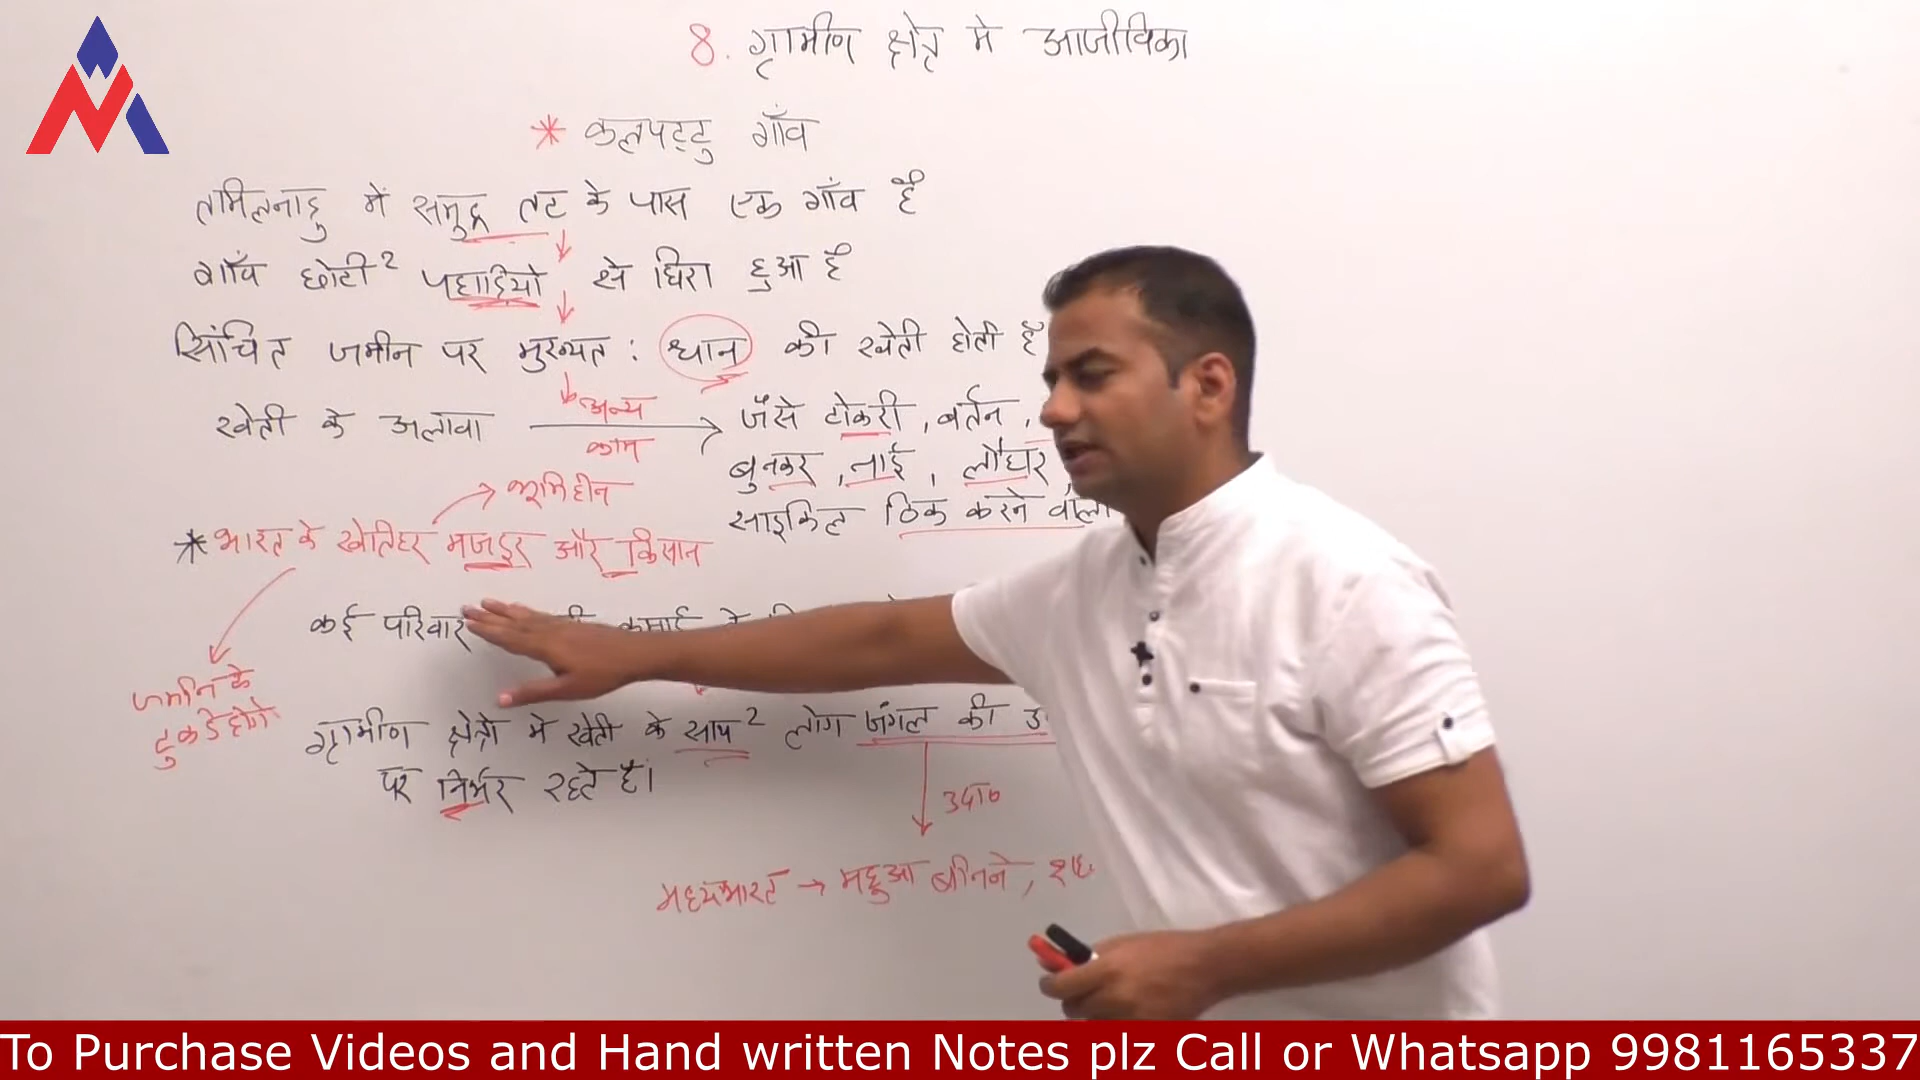 8. ग्रामीण क्षेत्र मे आजीविका
* कलपट्टु गाँव
तमिलनाडु में समुद्र तट के पास एक गाँव है
गाँव छोटी² पहाडियो से घिरा हुआ है
सिंचित जमीन पर मुख्यत: धान की खेती होती है
खेती के अलावा
अन्य
काम
जैसे टोकरी, बर्तन,
बुनकर, नाई, लौहार,
साइकिल ठिक करने वाला
भूमिहीन
* भारत के खेतिहर मजदुर और किसान
कई परिवार कमाई के
जमीन के
टुकडे होने
ग्रामीण क्षेत्रो मे खेती के साथ² लोग जंगल की
पर निर्भर रहते है।
उदा०
मध्यभारत → महूआ बीनने,
To Purchase Videos and Hand written Notes plz Call or Whatsapp 9981165337